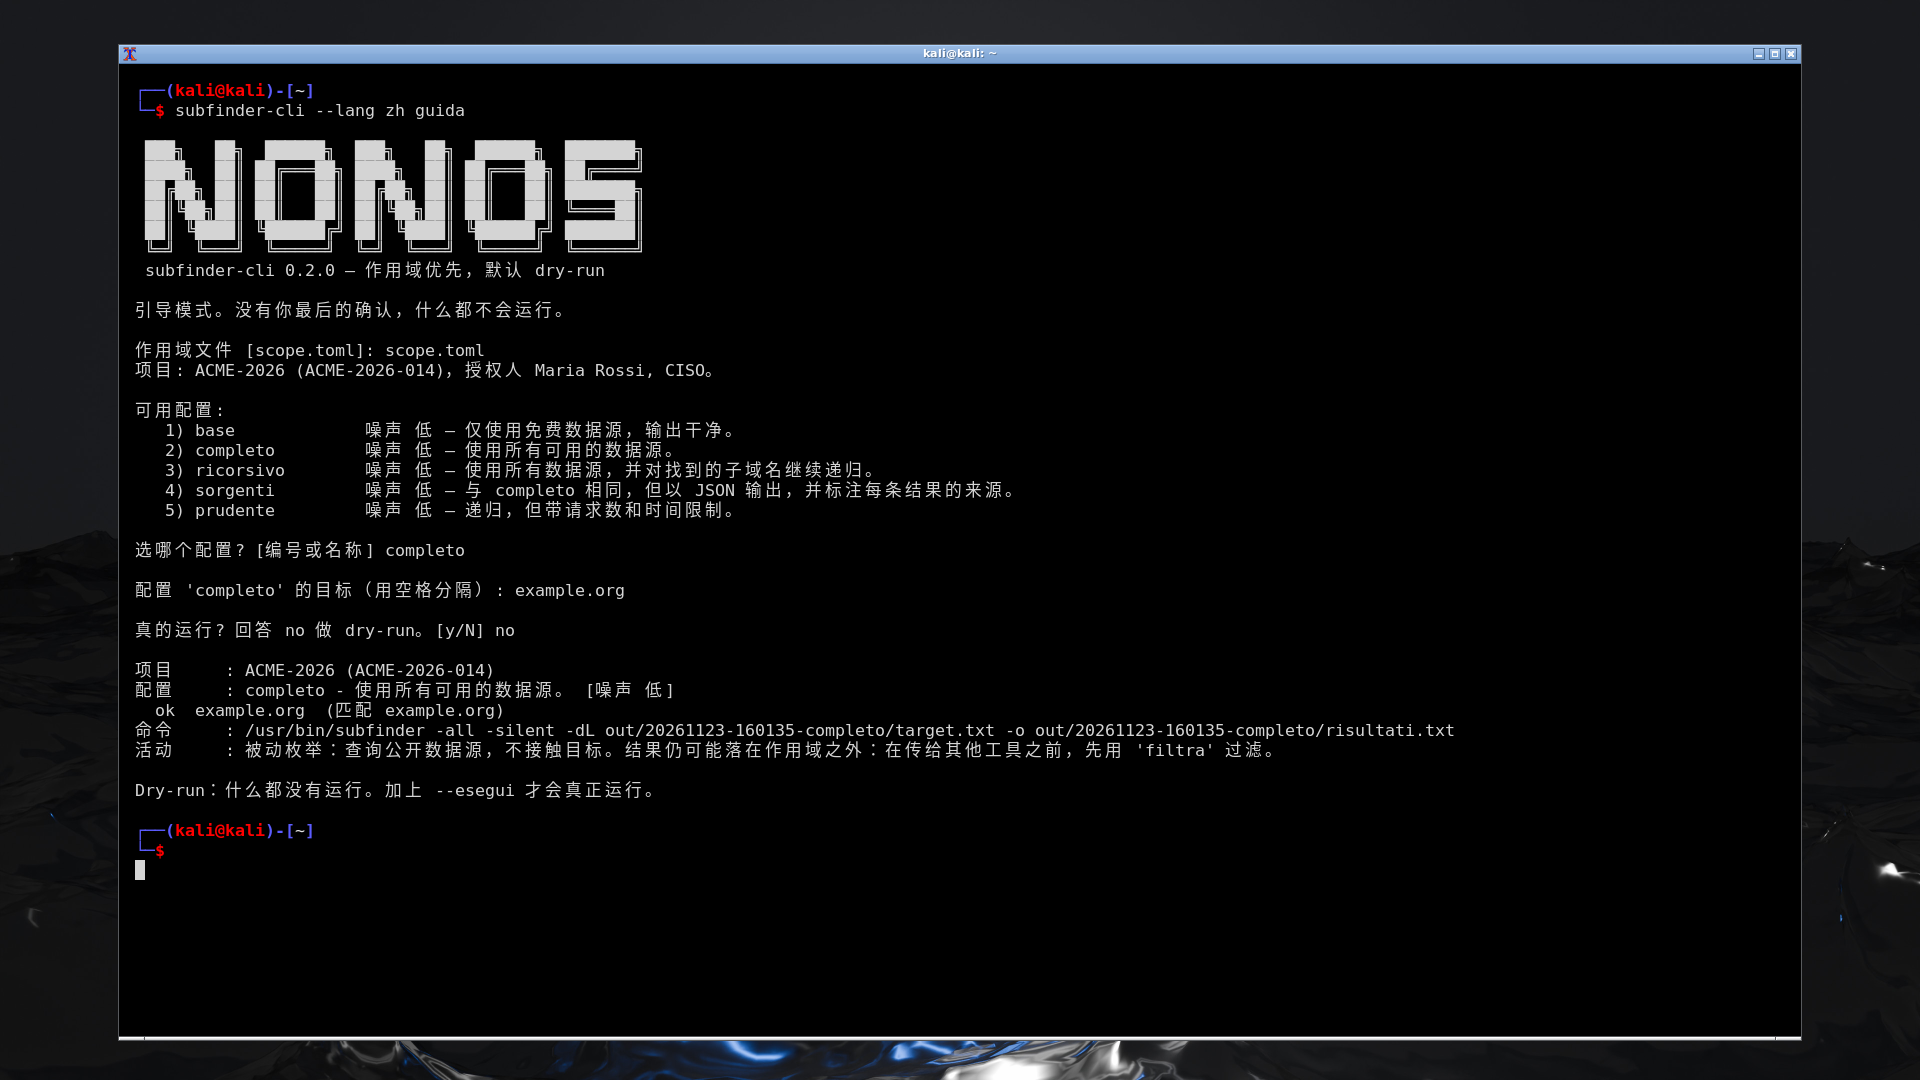 kali@kali: ~
┌──(kali@kali)-[~]
└─$ subfinder-cli --lang zh guida
NONOS
subfinder-cli 0.2.0 — 作用域优先，默认 dry-run
引导模式。没有你最后的确认，什么都不会运行。
作用域文件 [scope.toml]: scope.toml
项目: ACME-2026 (ACME-2026-014)，授权人 Maria Rossi, CISO。
可用配置:
1) base 噪声 低 — 仅使用免费数据源，输出干净。
2) completo 噪声 低 — 使用所有可用的数据源。
3) ricorsivo 噪声 低 — 使用所有数据源，并对找到的子域名继续递归。
4) sorgenti 噪声 低 — 与 completo 相同，但以 JSON 输出，并标注每条结果的来源。
5) prudente 噪声 低 — 递归，但带请求数和时间限制。
选哪个配置? [编号或名称] completo
配置 'completo' 的目标（用空格分隔）: example.org
真的运行? 回答 no 做 dry-run。[y/N] no
项目 : ACME-2026 (ACME-2026-014)
配置 : completo - 使用所有可用的数据源。 [噪声 低]
ok example.org (匹配 example.org)
命令 : /usr/bin/subfinder -all -silent -dL out/20261123-160135-completo/target.txt -o out/20261123-160135-completo/risultati.txt
活动 : 被动枚举：查询公开数据源，不接触目标。结果仍可能落在作用域之外：在传给其他工具之前，先用 'filtra' 过滤。
Dry-run：什么都没有运行。加上 --esegui 才会真正运行。
┌──(kali@kali)-[~]
└─$